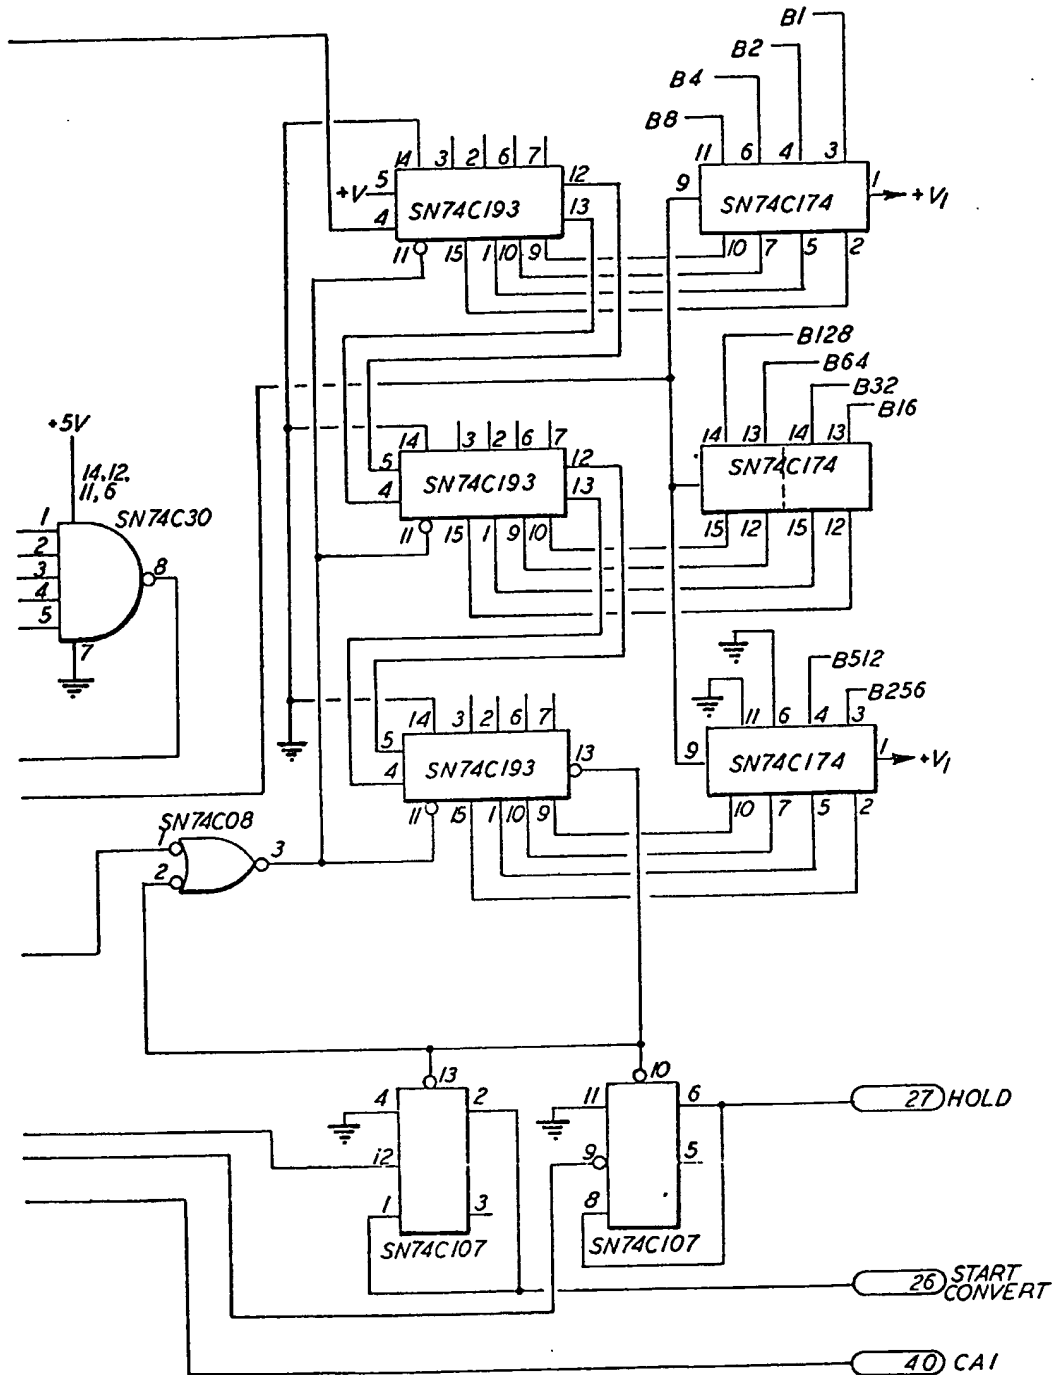 B1
B2
B4
B8
14 3 2 6 7
+V 5 12
SN74C193
4 13
11 15 1 10 9
11 6 4 3
9 1 +V1
SN74C174
10 7 5 2
B128
B64
B32
B16
14 3 2 6 7
5 12
SN74C193
4 13
11 15 1 9 10
14 13 14 13
SN74C174
15 12 15 12
+5V
14,12,
11,6
SN74C30
1
2
3
4
5
8
7
B512
B256
14 3 2 6 7
5 13
SN74C193
4
11 15 1 10 9
11 6 4 3
9 1 +V1
SN74C174
10 7 5 2
SN74C08
1
2
3
13
4 2
12
1 3
SN74C107
10
11 6
9 5
8
SN74C107
27 HOLD
26 START
CONVERT
40 CA1